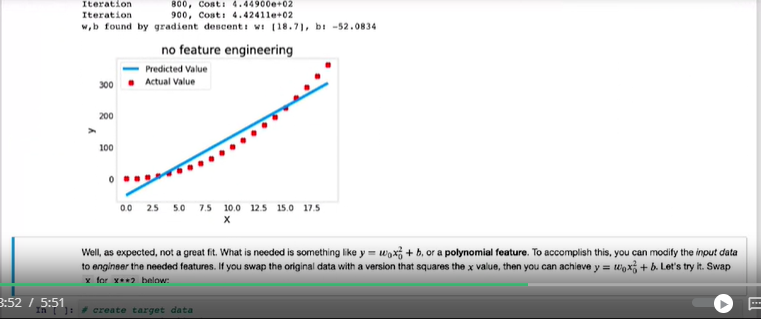 Iteration 800, Cost: 4.44900e+02
Iteration 900, Cost: 4.42411e+02
w,b found by gradient descent: w: [18.7], b: -52.0834
no feature engineering
Predicted Value
Actual Value
300
200
100
0
y
0.0 2.5 5.0 7.5 10.0 12.5 15.0 17.5
X
Well, as expected, not a great fit. What is needed is something like y = w₀x₀² + b, or a polynomial feature. To accomplish this, you can modify the input data
to engineer the needed features. If you swap the original data with a version that squares the x value, then you can achieve y = w₀x₀² + b. Let's try it. Swap
X for X**2 below:
3:52 / 5:51
In [ ]: # create target data